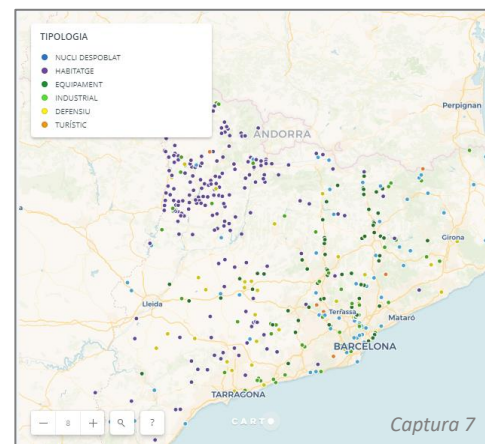 TIPOLOGIA
NUCLI DESPOBLAT
HABITATGE
EQUIPAMENT
INDUSTRIAL
DEFENSIU
TURÍSTIC
ANDORRA
Perpignan
Girona
Lleida
Terrassa
Mataró
BARCELONA
TARRAGONA
— 8 + ?
CARTO
Captura 7